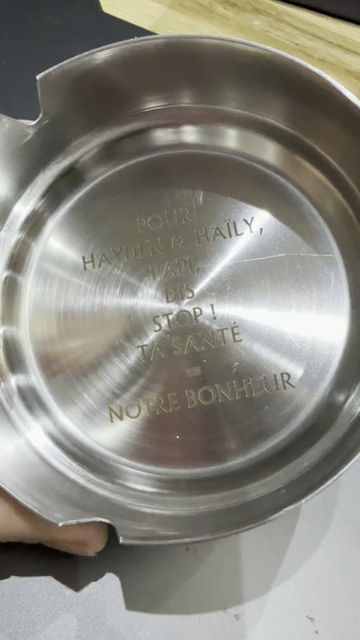 POUR
HAYDEN & HAÏLY,
PAPI,
DIS
STOP !
TA SANTÉ
=
NOTRE BONHEUR